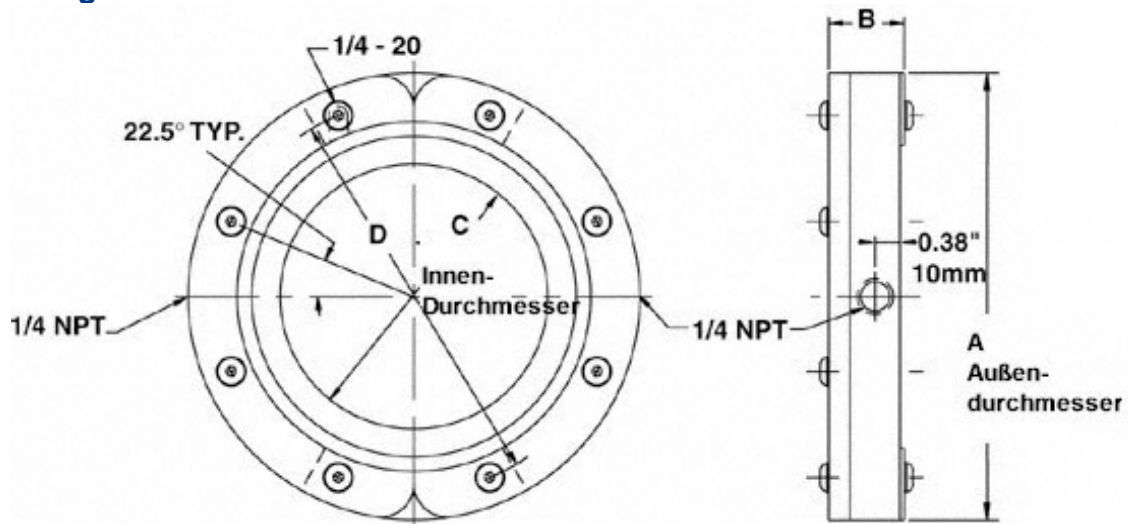 1/4 - 20
22.5° TYP.
D
C
Innen-
Durchmesser
1/4 NPT
1/4 NPT
B
0.38"
10mm
A
Außen-
durchmesser